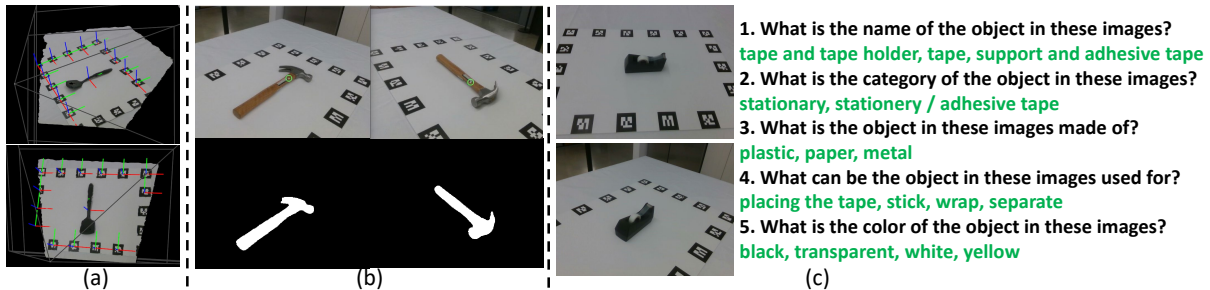 1. What is the name of the object in these images?
tape and tape holder, tape, support and adhesive tape
2. What is the category of the object in these images?
stationary, stationery / adhesive tape
3. What is the object in these images made of?
plastic, paper, metal
4. What can be the object in these images used for?
placing the tape, stick, wrap, separate
5. What is the color of the object in these images?
black, transparent, white, yellow
(a)
(b)
(c)